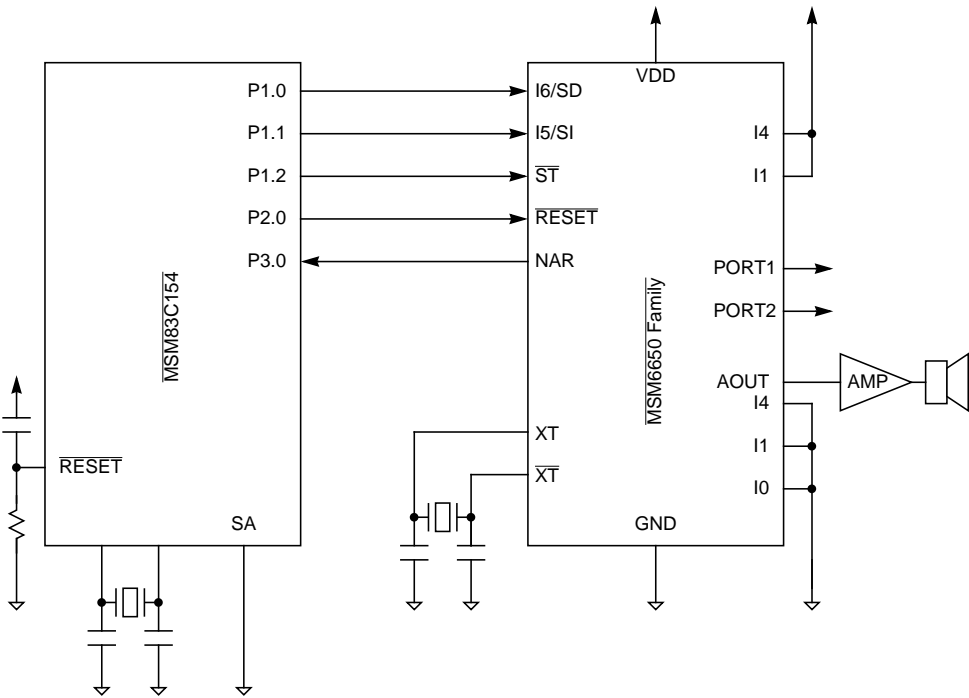 P1.0
P1.1
P1.2
P2.0
P3.0
MSM83C154
RESET
SA
VDD
I6/SD
I5/SI
ST
RESET
NAR
MSM6650 Family
XT
XT
GND
I4
I1
PORT1
PORT2
AOUT
I4
I1
I0
AMP